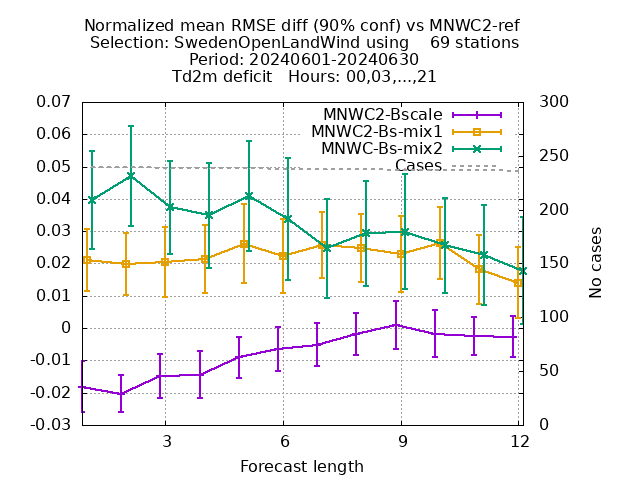 Normalized mean RMSE diff (90% conf) vs MNWC2-ref
Selection: SwedenOpenLandWind using 69 stations
Period: 20240601-20240630
Td2m deficit Hours: 00,03,...,21
0.07
0.06
0.05
0.04
0.03
0.02
0.01
0
-0.01
-0.02
-0.03
300
250
200
150
100
50
0
MNWC2-Bscale
MNWC2-Bs-mix1
MNWC-Bs-mix2
Cases
No cases
3
6
9
12
Forecast length